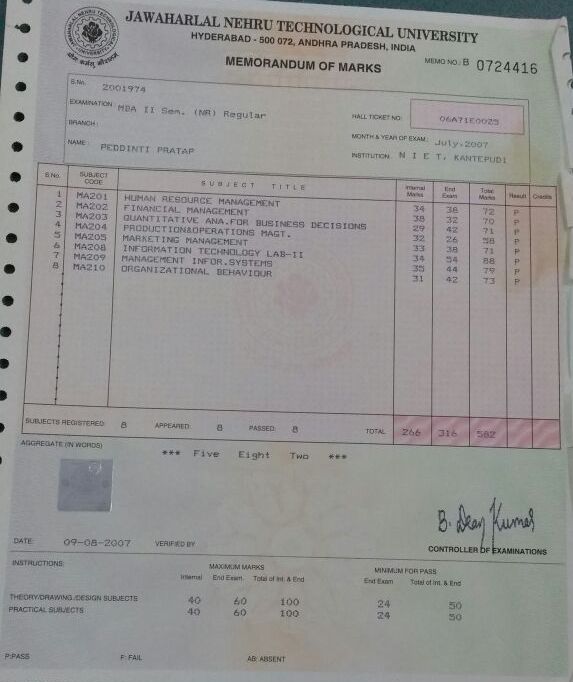 JAWAHARLAL NEHRU TECHNOLOGICAL UNIVERSITY
HYDERABAD - 500 072, ANDHRA PRADESH, INDIA
MEMORANDUM OF MARKS
MEMO NO.: B 0724416
S.No. 2001974
EXAMINATION MBA II Sem. (NR) Regular
HALL TICKET NO: 06A71E0025
BRANCH:
MONTH & YEAR OF EXAM: July,2007
NAME: PEDDINTI PRATAP
INSTITUTION: N I E T, KANTEPUDI
S.No. SUBJECT CODE SUBJECT TITLE Internal Marks End Exam Total Marks Result Credits
1 MA201 HUMAN RESOURCE MANAGEMENT 34 38 72 P
2 MA202 FINANCIAL MANAGEMENT 38 32 70 P
3 MA203 QUANTITATIVE ANA.FOR BUSINESS DECISIONS 29 42 71 P
4 MA204 PRODUCTION&OPERATIONS MAGT. 32 26 58 P
5 MA205 MARKETING MANAGEMENT 33 38 71 P
6 MA208 INFORMATION TECHNOLOGY LAB-II 34 54 88 P
7 MA209 MANAGEMENT INFOR.SYSTEMS 35 44 79 P
8 MA210 ORGANIZATIONAL BEHAVIOUR 31 42 73 P
SUBJECTS REGISTERED: 8 APPEARED: 8 PASSED: 8 TOTAL 266 316 582
AGGREGATE (IN WORDS)
*** Five Eight Two ***
B. Dean Kumar
DATE: 09-08-2007 VERIFIED BY
CONTROLLER OF EXAMINATIONS
INSTRUCTIONS:
MAXIMUM MARKS MINIMUM FOR PASS
Internal End Exam Total of Int. & End End Exam Total of Int. & End
THEORY/DRAWING /DESIGN SUBJECTS 40 60 100 24 50
PRACTICAL SUBJECTS 40 60 100 24 50
P:PASS F: FAIL AB: ABSENT